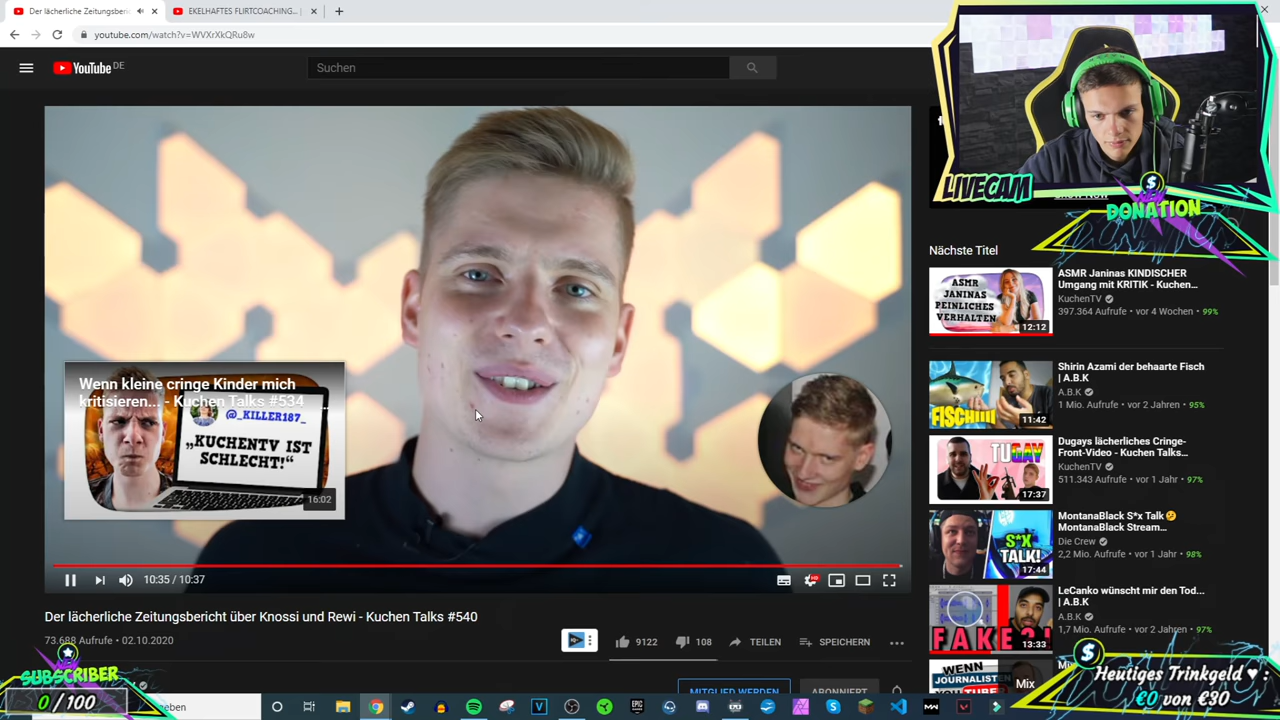 Der lächerliche Zeitungsberi
EKELHAFTES FLIRTCOACHING...
youtube.com/watch?v=WVXrXkQRu8w
YouTube DE
Suchen
LIVECAM
NEW
DONATION
Wenn kleine cringe Kinder mich
kritisieren... - Kuchen Talks #534
@_KILLER187_
„KUCHENTV IST
SCHLECHT!“
16:02
10:35 / 10:37
HD
Der lächerliche Zeitungsbericht über Knossi und Rewi - Kuchen Talks #540
73.688 Aufrufe • 02.10.2020
9122
108
TEILEN
SPEICHERN
MITGLIED WERDEN
ABONNIERT
Nächste Titel
ASMR
JANINAS
PEINLICHES
VERHALTEN
12:12
ASMR Janinas KINDISCHER
Umgang mit KRITIK - Kuchen...
KuchenTV
397.364 Aufrufe • vor 4 Wochen • 99%
FISCH!!!!
11:42
Shirin Azami der behaarte Fisch
| A.B.K
A.B.K
1 Mio. Aufrufe • vor 2 Jahren • 95%
TUGAY
17:37
Dugays lächerliches Cringe-
Front-Video - Kuchen Talks...
KuchenTV
511.343 Aufrufe • vor 1 Jahr • 97%
S*X
TALK!
17:44
MontanaBlack S*x Talk
MontanaBlack Stream...
Die Crew
2,2 Mio. Aufrufe • vor 1 Jahr • 98%
FAKE?!
13:33
LeCanko wünscht mir den Tod...
| A.B.K
A.B.K
1,7 Mio. Aufrufe • vor 2 Jahren • 97%
WENN
JOURNALISTEN
Mix
NEW
SUBSCRIBER
0 / 100
Heutiges Trinkgeld ♥ :
€0 von €30